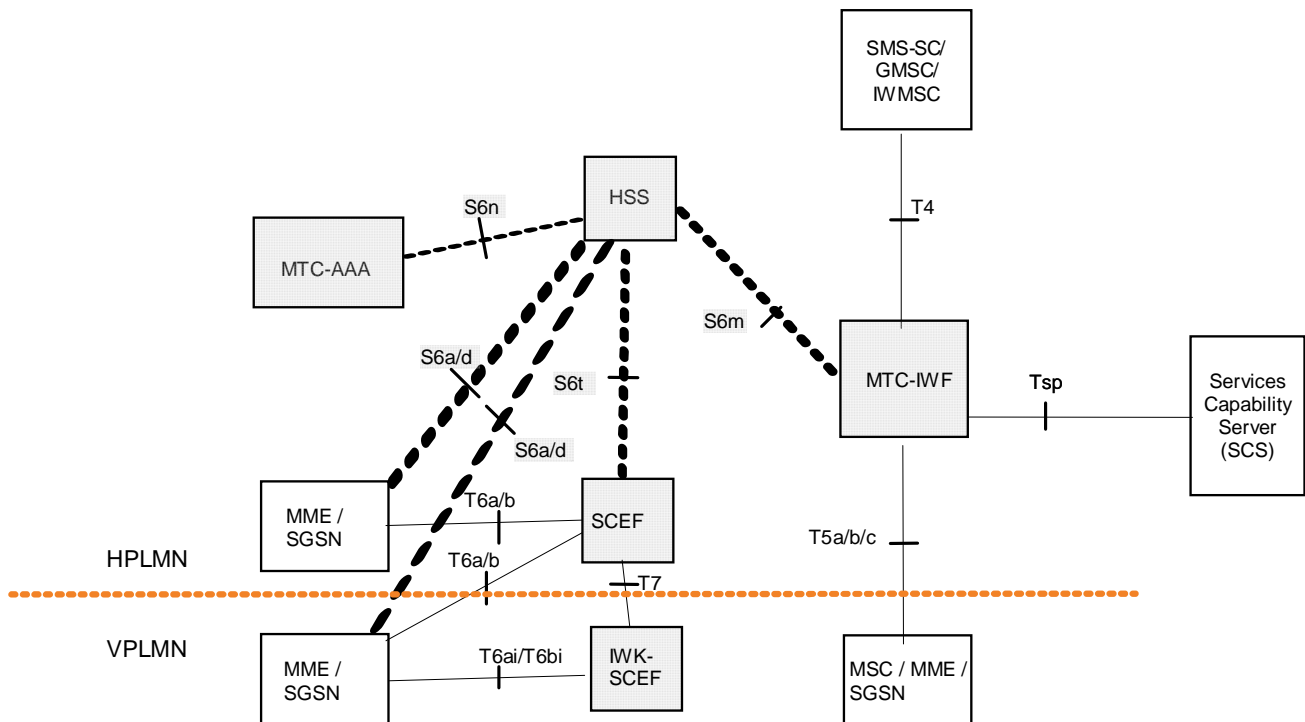 SMS-SC/
GMSC/
IWMSC
HSS
S6n
T4
MTC-AAA
S6m
S6a/d
S6t
MTC-IWF
Tsp
Services
Capability
Server
(SCS)
S6a/d
MME /
SGSN
T6a/b
SCEF
T5a/b/c
HPLMN
T6a/b
T7
VPLMN
MME /
SGSN
T6ai/T6bi
IWK-
SCEF
MSC / MME /
SGSN